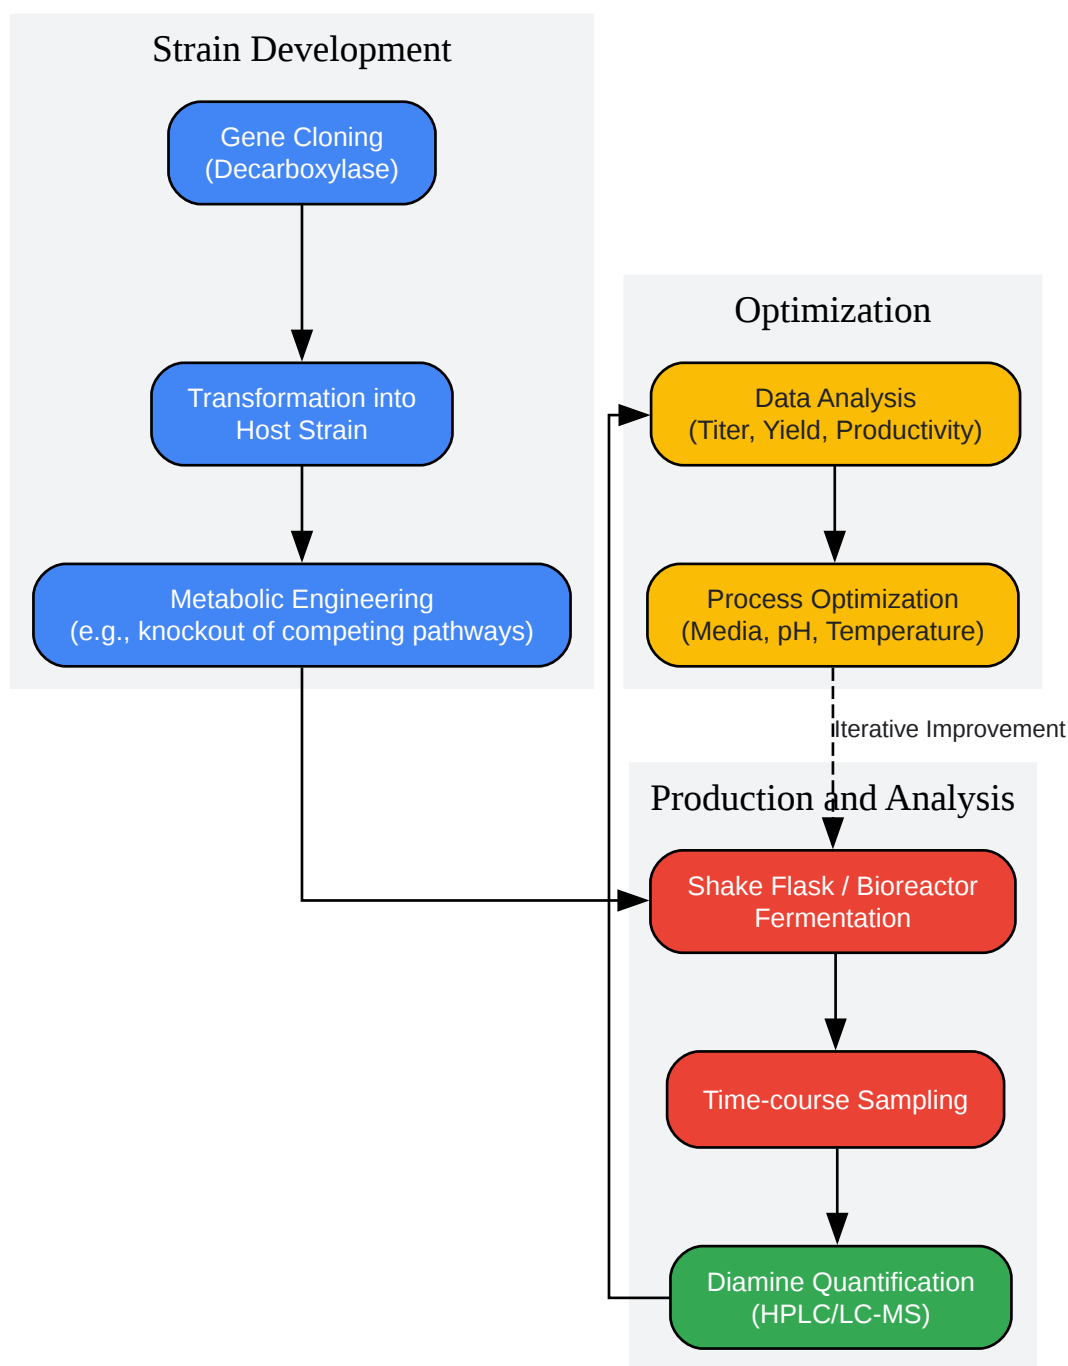 Strain Development
Gene Cloning
(Decarboxylase)
Transformation into
Host Strain
Metabolic Engineering
(e.g., knockout of competing pathways)
Optimization
Data Analysis
(Titer, Yield, Productivity)
Process Optimization
(Media, pH, Temperature)
Iterative Improvement
Production and Analysis
Shake Flask / Bioreactor
Fermentation
Time-course Sampling
Diamine Quantification
(HPLC/LC-MS)